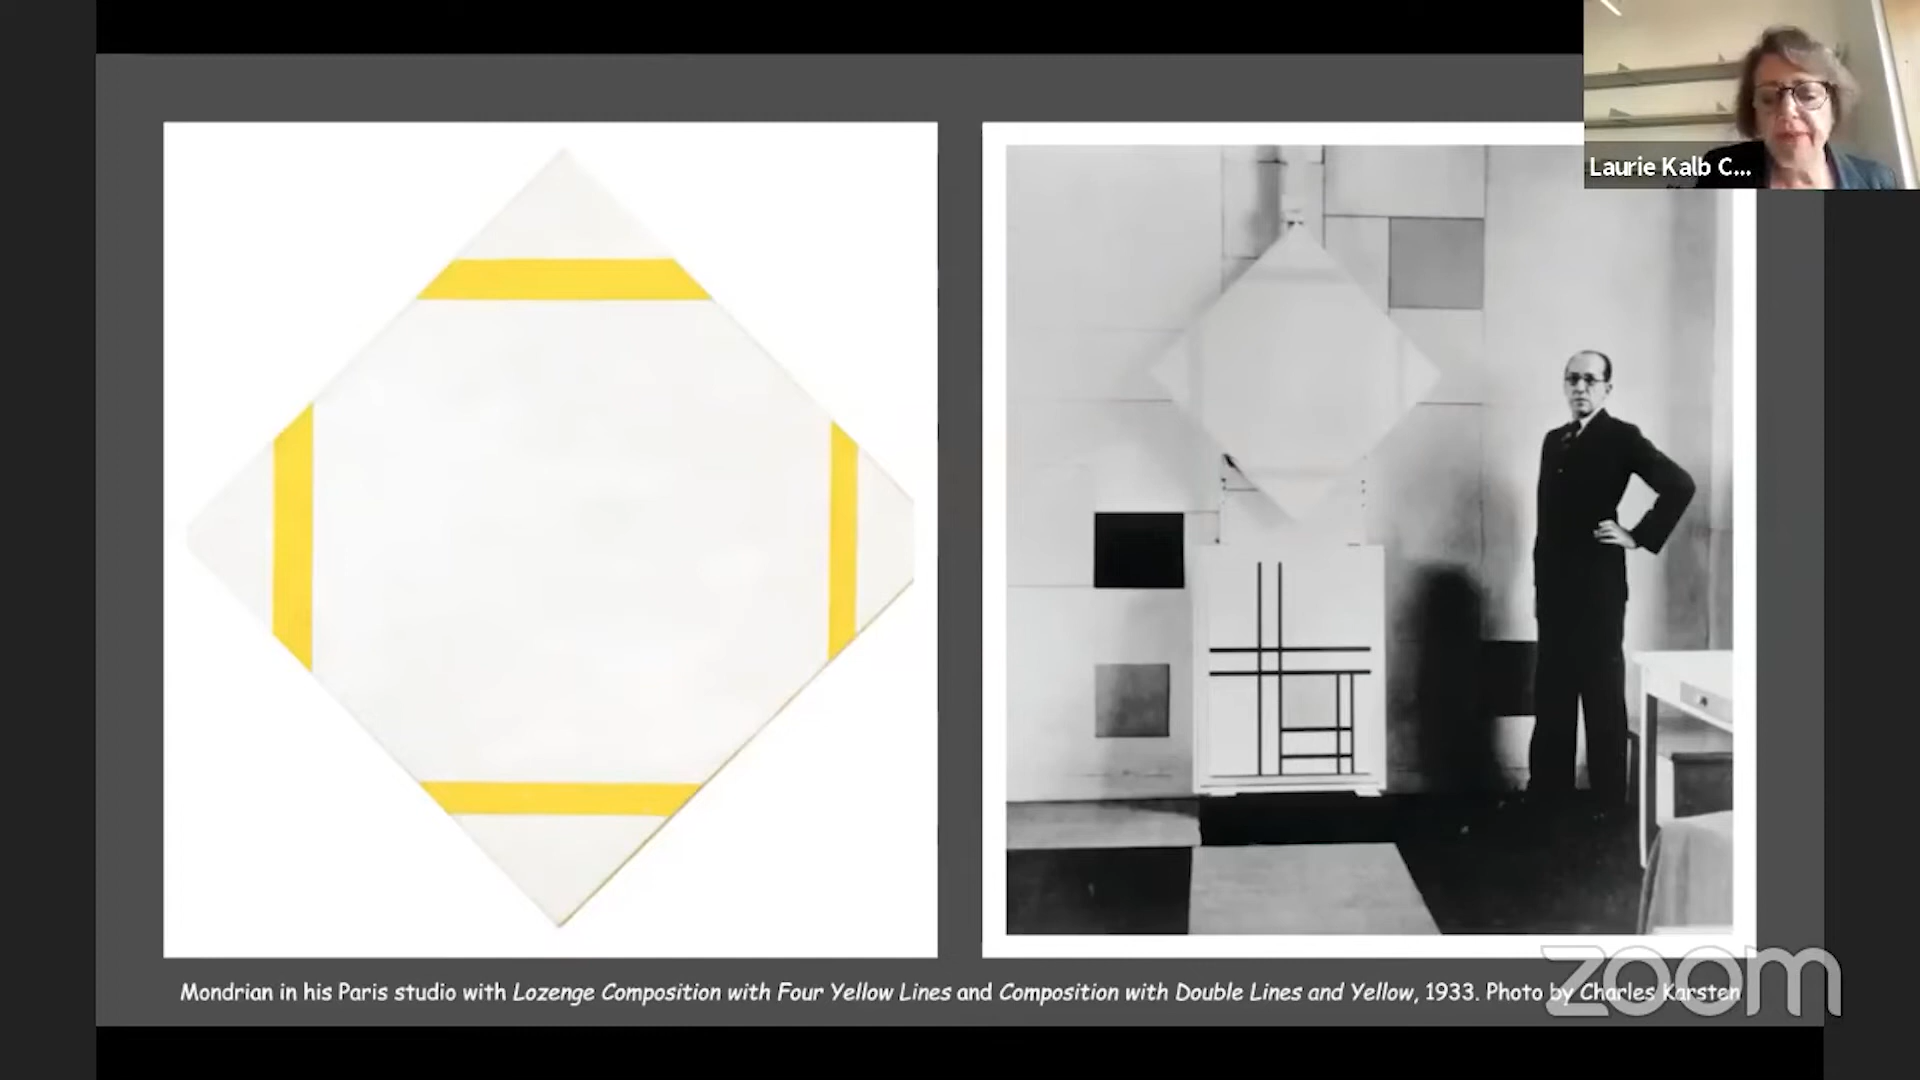 Laurie Kalb C...
Mondrian in his Paris studio with Lozenge Composition with Four Yellow Lines and Composition with Double Lines and Yellow, 1933. Photo by Charles Karsten
zoom